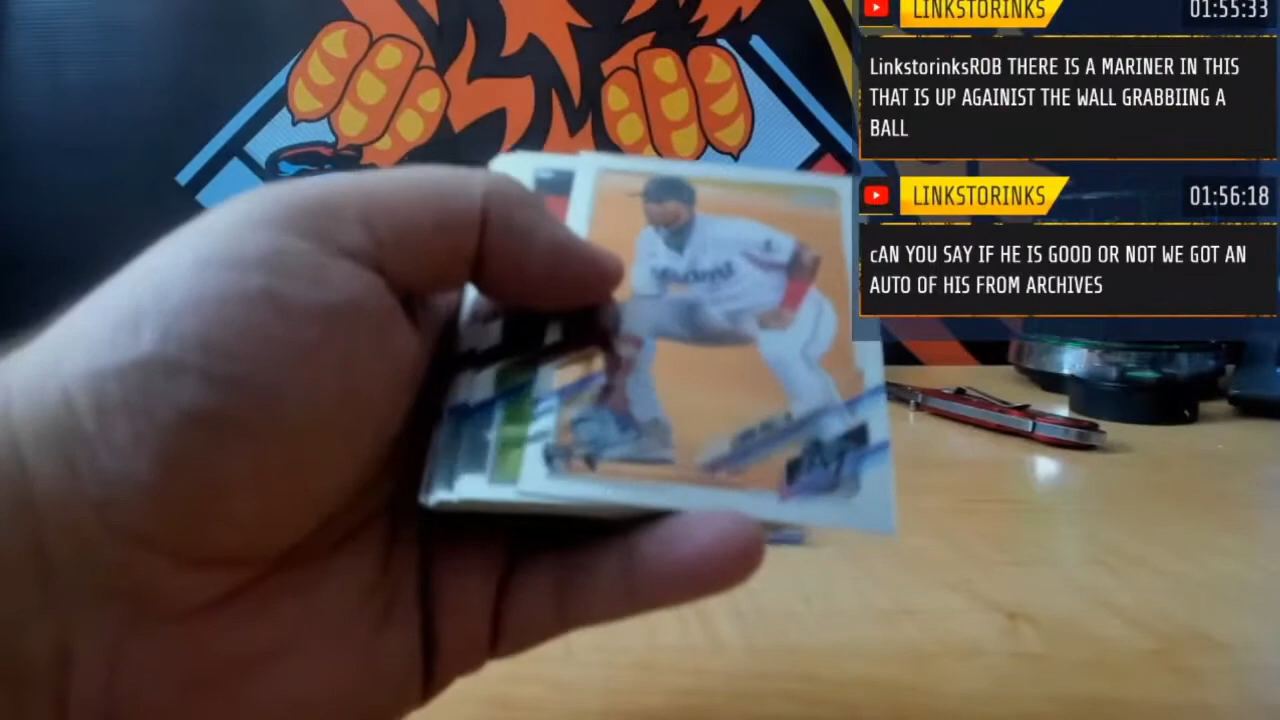 LINKSTORINKS 01:55:33
LinkstorinksROB THERE IS A MARINER IN THIS
THAT IS UP AGAINIST THE WALL GRABBIING A
BALL
LINKSTORINKS 01:56:18
cAN YOU SAY IF HE IS GOOD OR NOT WE GOT AN
AUTO OF HIS FROM ARCHIVES